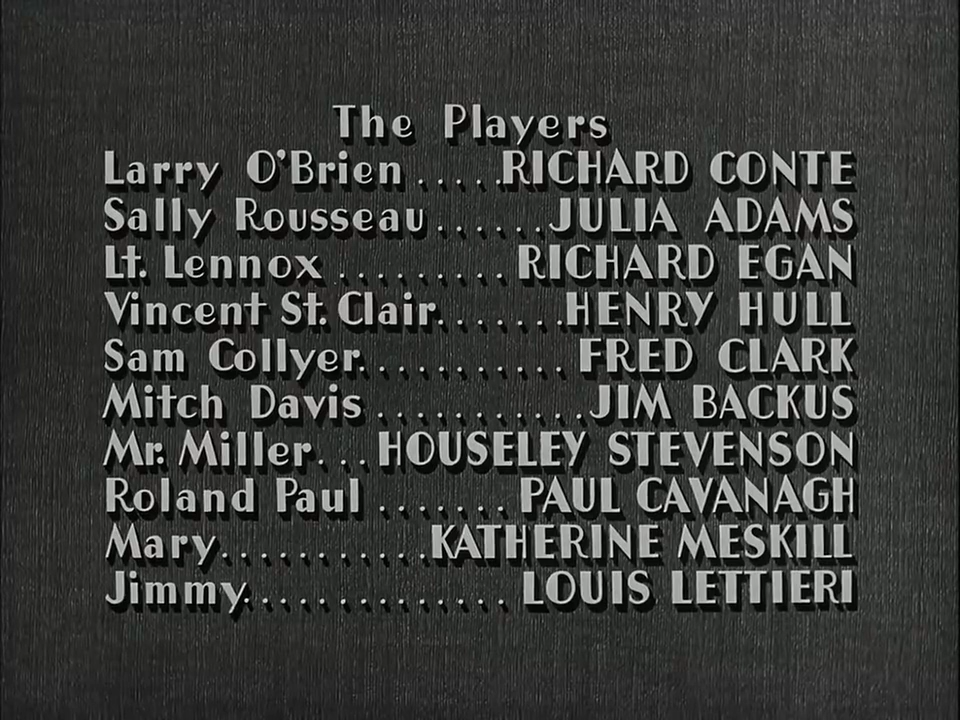 The Players
Larry O'Brien .....RICHARD CONTE
Sally Rousseau ......JULIA ADAMS
Lt. Lennox .........RICHARD EGAN
Vincent St. Clair.......HENRY HULL
Sam Collyer...........FRED CLARK
Mitch Davis ...........JIM BACKUS
Mr. Miller...HOUSELEY STEVENSON
Roland Paul .......PAUL CAVANAGH
Mary...........KATHERINE MESKILL
Jimmy..............LOUIS LETTIERI